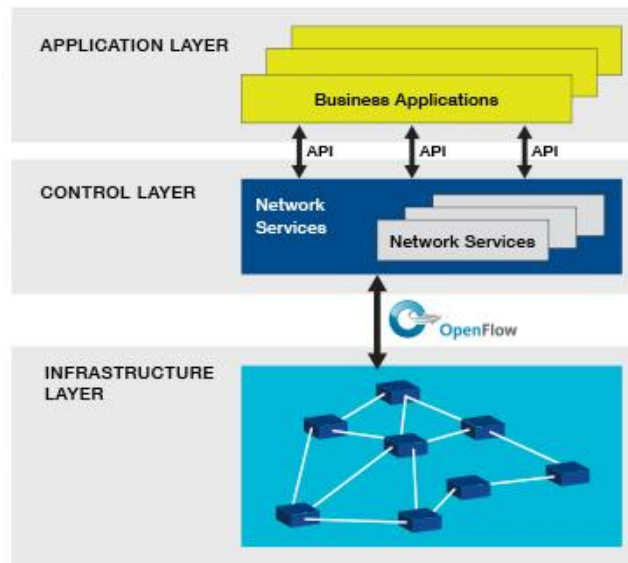 APPLICATION LAYER
Business Applications
API
API
API
CONTROL LAYER
Network
Services
Network Services
OpenFlow
INFRASTRUCTURE
LAYER